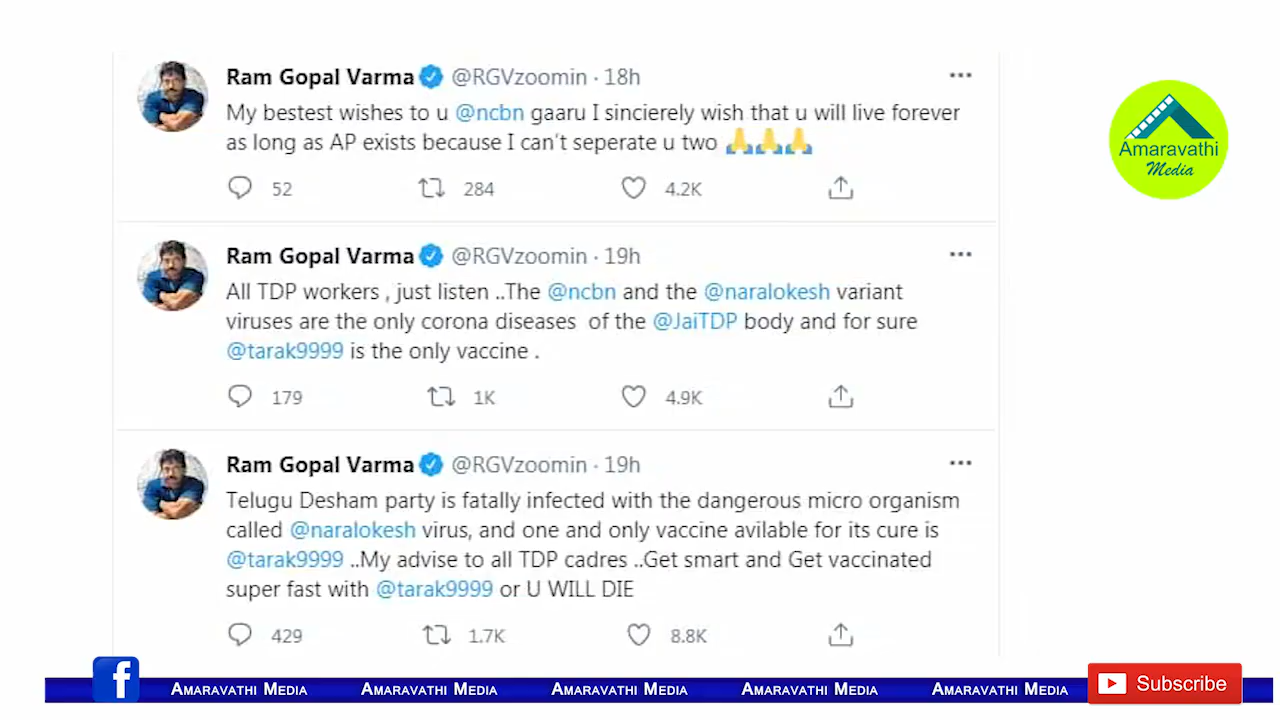 Ram Gopal Varma @RGVzoomin · 18h
My bestest wishes to u @ncbn gaaru I sincierely wish that u will live forever
as long as AP exists because I can't seperate u two 🙏🙏🙏
52 284 4.2K
Ram Gopal Varma @RGVzoomin · 19h
All TDP workers , just listen ..The @ncbn and the @naralokesh variant
viruses are the only corona diseases of the @JaiTDP body and for sure
@tarak9999 is the only vaccine .
179 1K 4.9K
Ram Gopal Varma @RGVzoomin · 19h
Telugu Desham party is fatally infected with the dangerous micro organism
called @naralokesh virus, and one and only vaccine avilable for its cure is
@tarak9999 ..My advise to all TDP cadres ..Get smart and Get vaccinated
super fast with @tarak9999 or U WILL DIE
429 1.7K 8.8K
Amaravathi
Media
f Amaravathi Media Amaravathi Media Amaravathi Media Amaravathi Media Amaravathi Media Subscribe